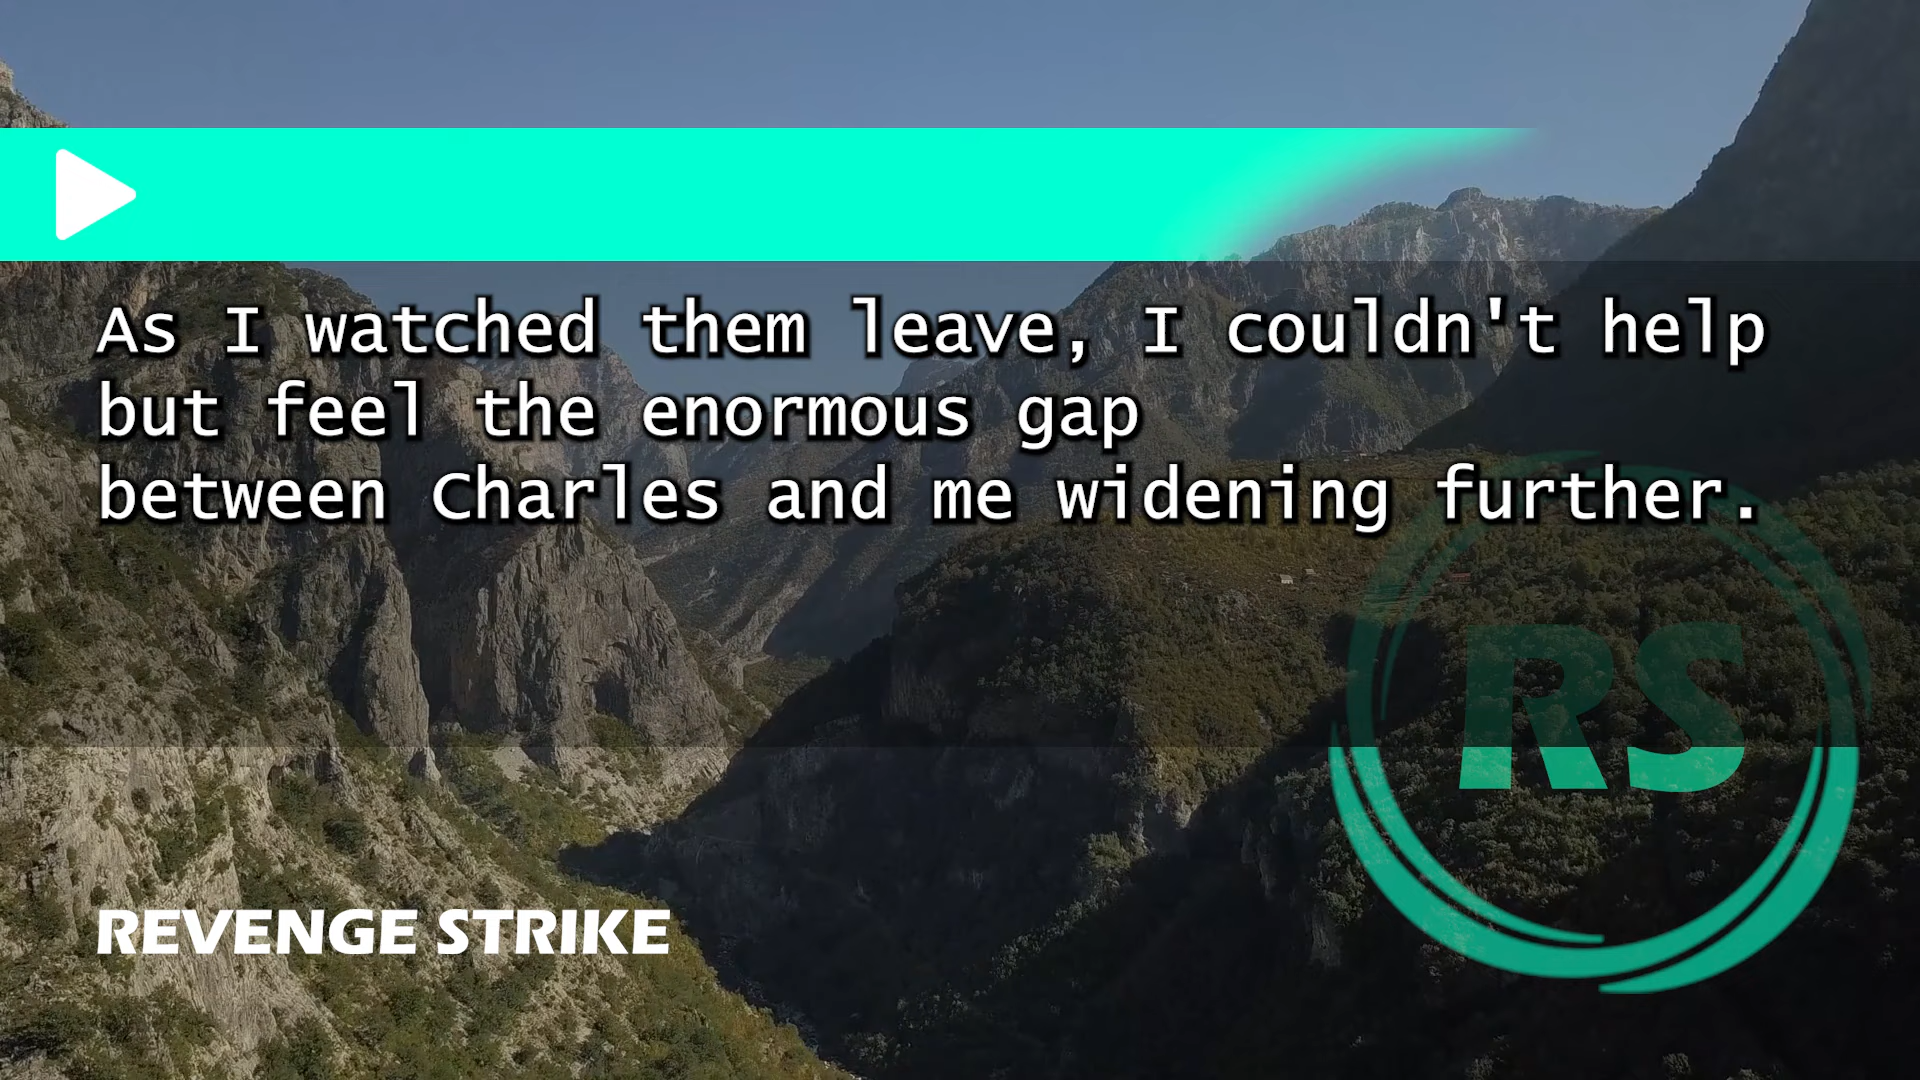 As I watched them leave, I couldn't help
but feel the enormous gap
between Charles and me widening further.
RS
REVENGE STRIKE